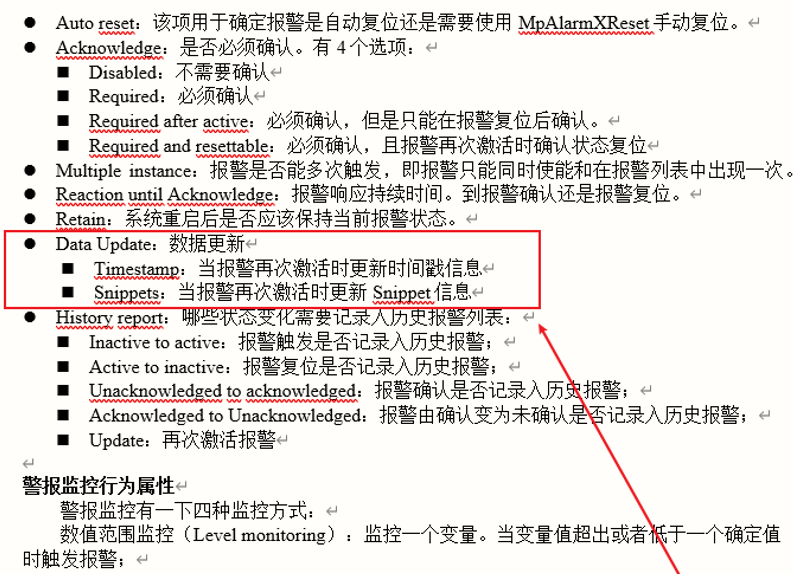 ● Auto reset：该项用于确定报警是自动复位还是需要使用 MpAlarmXReset 手动复位。
● Acknowledge：是否必须确认。有 4 个选项：
■ Disabled：不需要确认
■ Required：必须确认
■ Required after active：必须确认，但是只能在报警复位后确认。
■ Required and resettable：必须确认，且报警再次激活时确认状态复位
● Multiple instance：报警是否能多次触发，即报警只能同时使能和在报警列表中出现一次。
● Reaction until Acknowledge：报警响应持续时间。到报警确认还是报警复位。
● Retain：系统重启后是否应该保持当前报警状态。
● Data Update：数据更新
■ Timestamp：当报警再次激活时更新时间戳信息
■ Snippets：当报警再次激活时更新 Snippet 信息
● History report：哪些状态变化需要记录入历史报警列表：
■ Inactive to active：报警触发是否记录入历史报警；
■ Active to inactive：报警复位是否记录入历史报警；
■ Unacknowledged to acknowledged：报警确认是否记录入历史报警；
■ Acknowledged to Unacknowledged：报警由确认变为未确认是否记录入历史报警；
■ Update：再次激活报警
警报监控行为属性
警报监控有一下四种监控方式：
数值范围监控（Level monitoring）：监控一个变量。当变量值超出或者低于一个确定值
时触发报警；